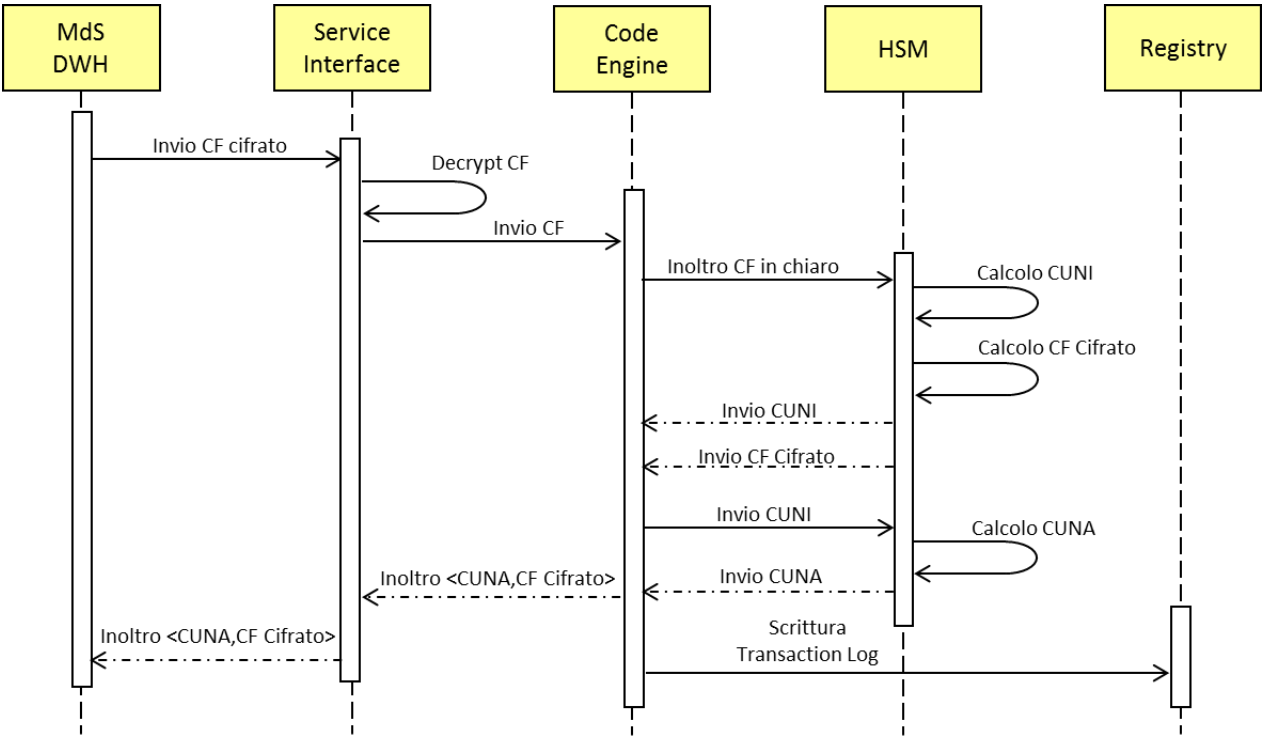 MdS
DWH
Service
Interface
Code
Engine
HSM
Registry
Invio CF cifrato
Decrypt CF
Invio CF
Inoltro CF in chiaro
Calcolo CUNI
Calcolo CF Cifrato
Invio CUNI
Invio CF Cifrato
Invio CUNI
Calcolo CUNA
Invio CUNA
Inoltro <CUNA,CF Cifrato>
Inoltro <CUNA,CF Cifrato>
Scrittura
Transaction Log